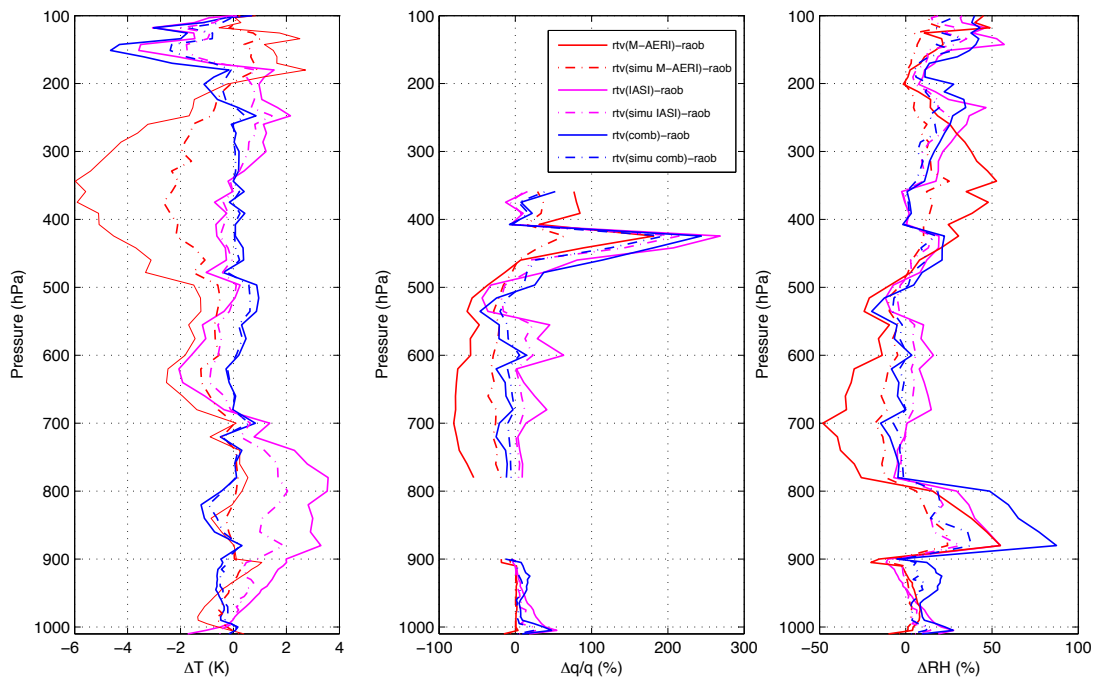 100
200
300
400
500
600
700
800
900
1000
Pressure (hPa)
−6 −4 −2 0 2 4
ΔT (K)
100
200
300
400
500
600
700
800
900
1000
Pressure (hPa)
−100 0 100 200 300
Δq/q (%)
rtv(M−AERI)−raob
rtv(simu M−AERI)−raob
rtv(IASI)−raob
rtv(simu IASI)−raob
rtv(comb)−raob
rtv(simu comb)−raob
100
200
300
400
500
600
700
800
900
1000
Pressure (hPa)
−50 0 50 100
ΔRH (%)